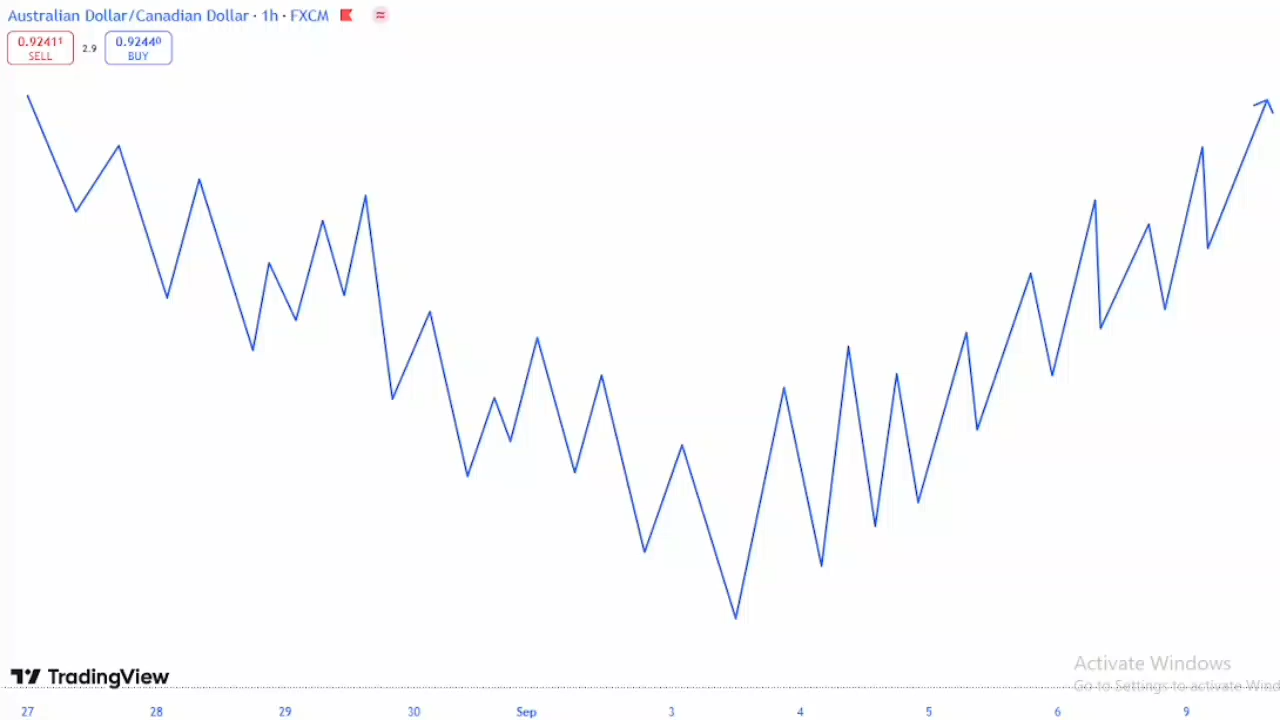 Australian Dollar/Canadian Dollar · 1h · FXCM
0.92411 2.9 0.92440
SELL BUY
TradingView
Activate Windows
Go to Settings to activate Wind
27 28 29 30 Sep 3 4 5 6 9